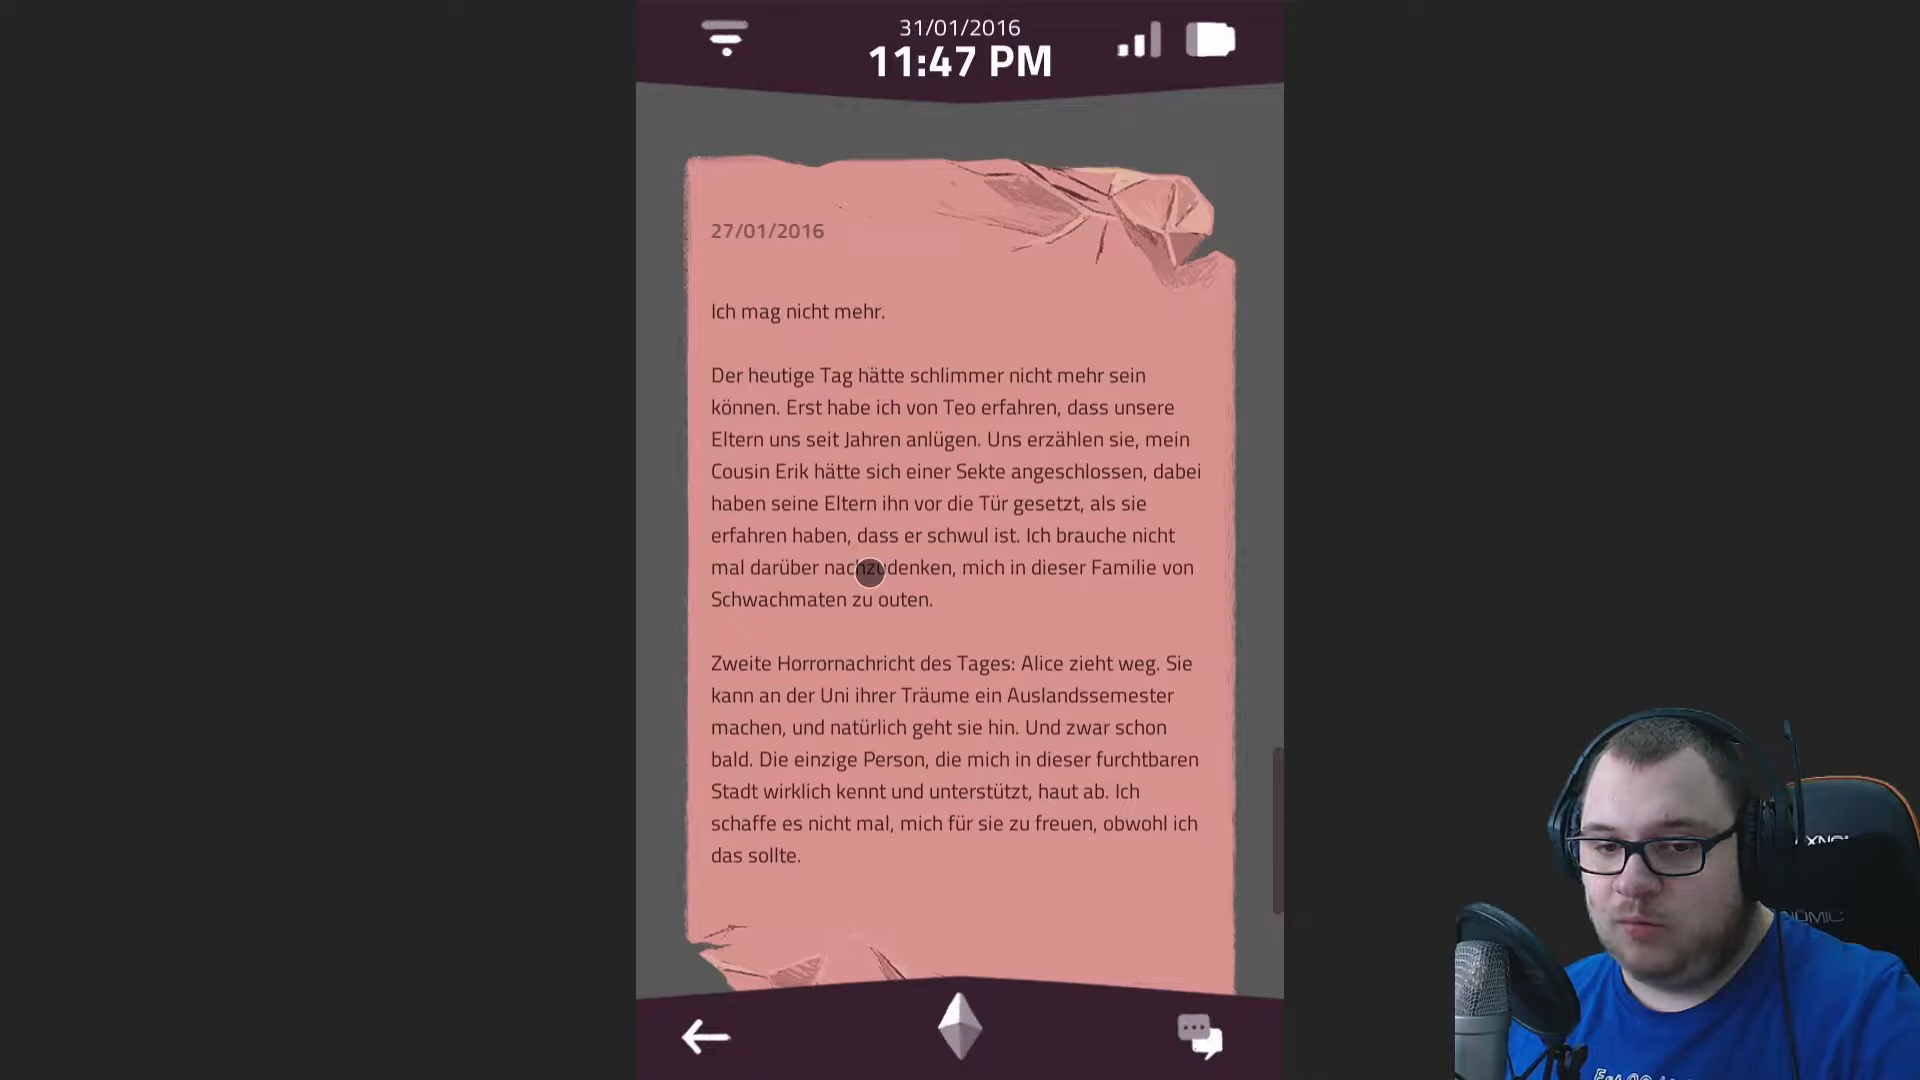 31/01/2016
11:47 PM
27/01/2016
Ich mag nicht mehr.
Der heutige Tag hätte schlimmer nicht mehr sein
können. Erst habe ich von Teo erfahren, dass unsere
Eltern uns seit Jahren anlügen. Uns erzählen sie, mein
Cousin Erik hätte sich einer Sekte angeschlossen, dabei
haben seine Eltern ihn vor die Tür gesetzt, als sie
erfahren haben, dass er schwul ist. Ich brauche nicht
mal darüber nachzudenken, mich in dieser Familie von
Schwachmaten zu outen.
Zweite Horrornachricht des Tages: Alice zieht weg. Sie
kann an der Uni ihrer Träume ein Auslandssemester
machen, und natürlich geht sie hin. Und zwar schon
bald. Die einzige Person, die mich in dieser furchtbaren
Stadt wirklich kennt und unterstützt, haut ab. Ich
schaffe es nicht mal, mich für sie zu freuen, obwohl ich
das sollte.